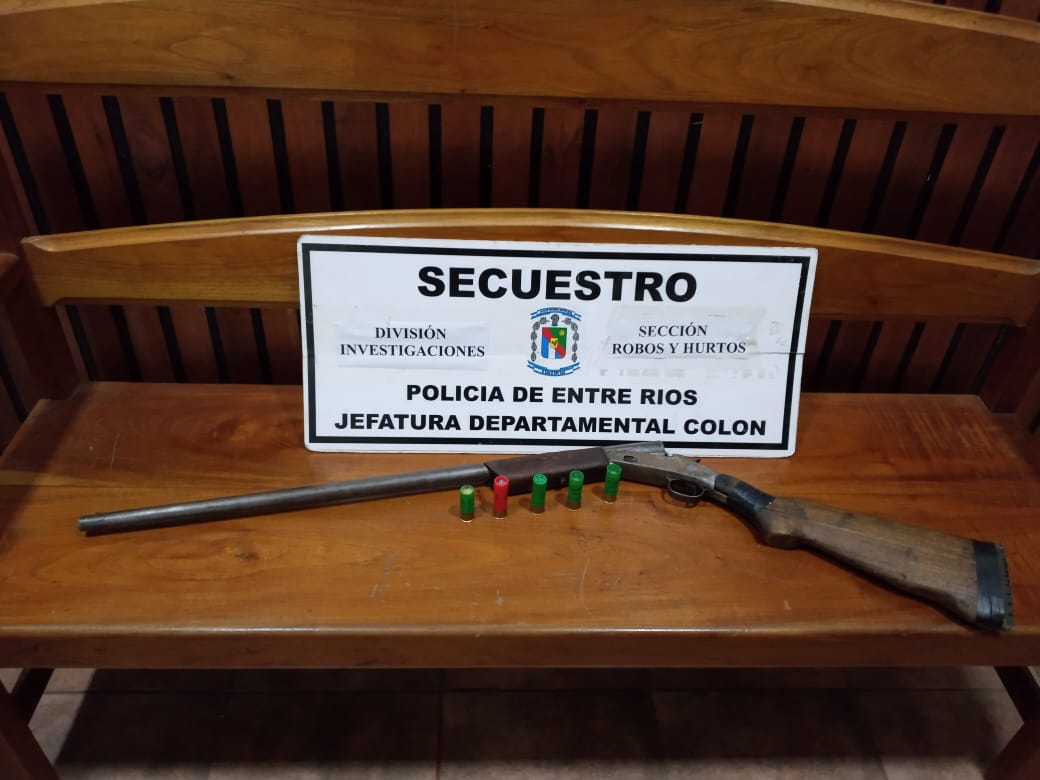 SECUESTRO
DIVISIÓN
INVESTIGACIONES
SECCIÓN
ROBOS Y HURTOS
POLICIA DE ENTRE RIOS
JEFATURA DEPARTAMENTAL COLON